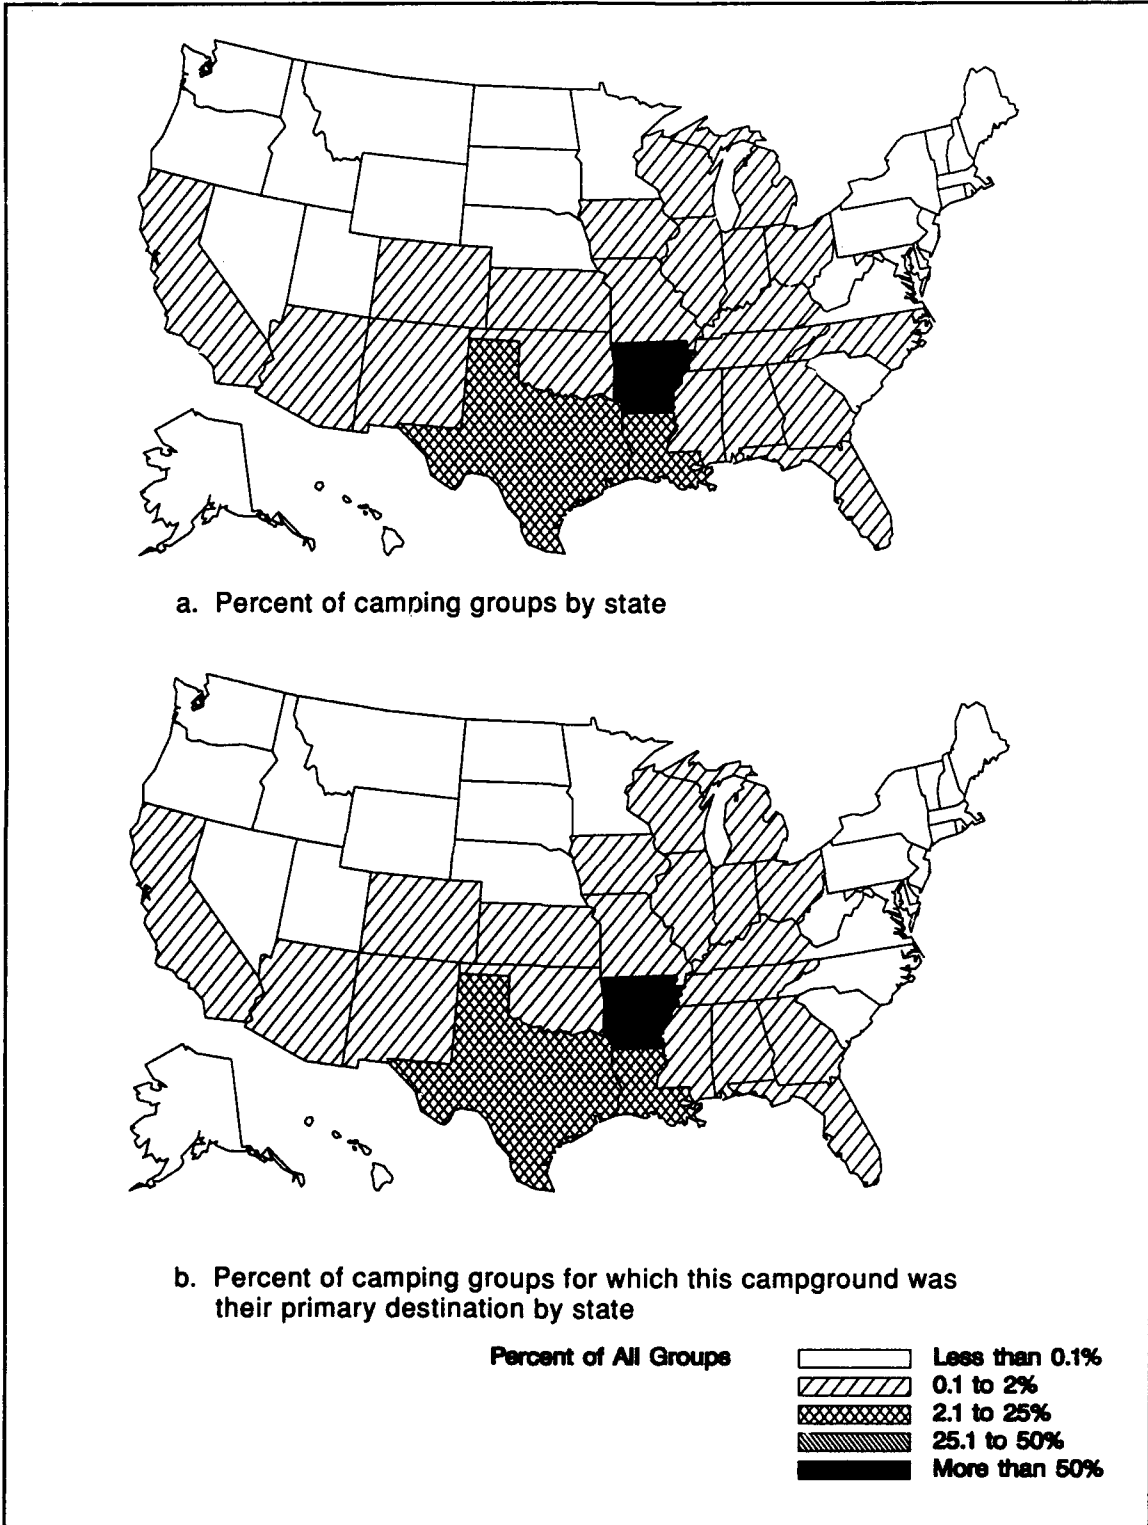 a. Percent of camping groups by state
b. Percent of camping groups for which this campground was
their primary destination by state
Percent of All Groups
Less than 0.1%
0.1 to 2%
2.1 to 25%
25.1 to 50%
More than 50%